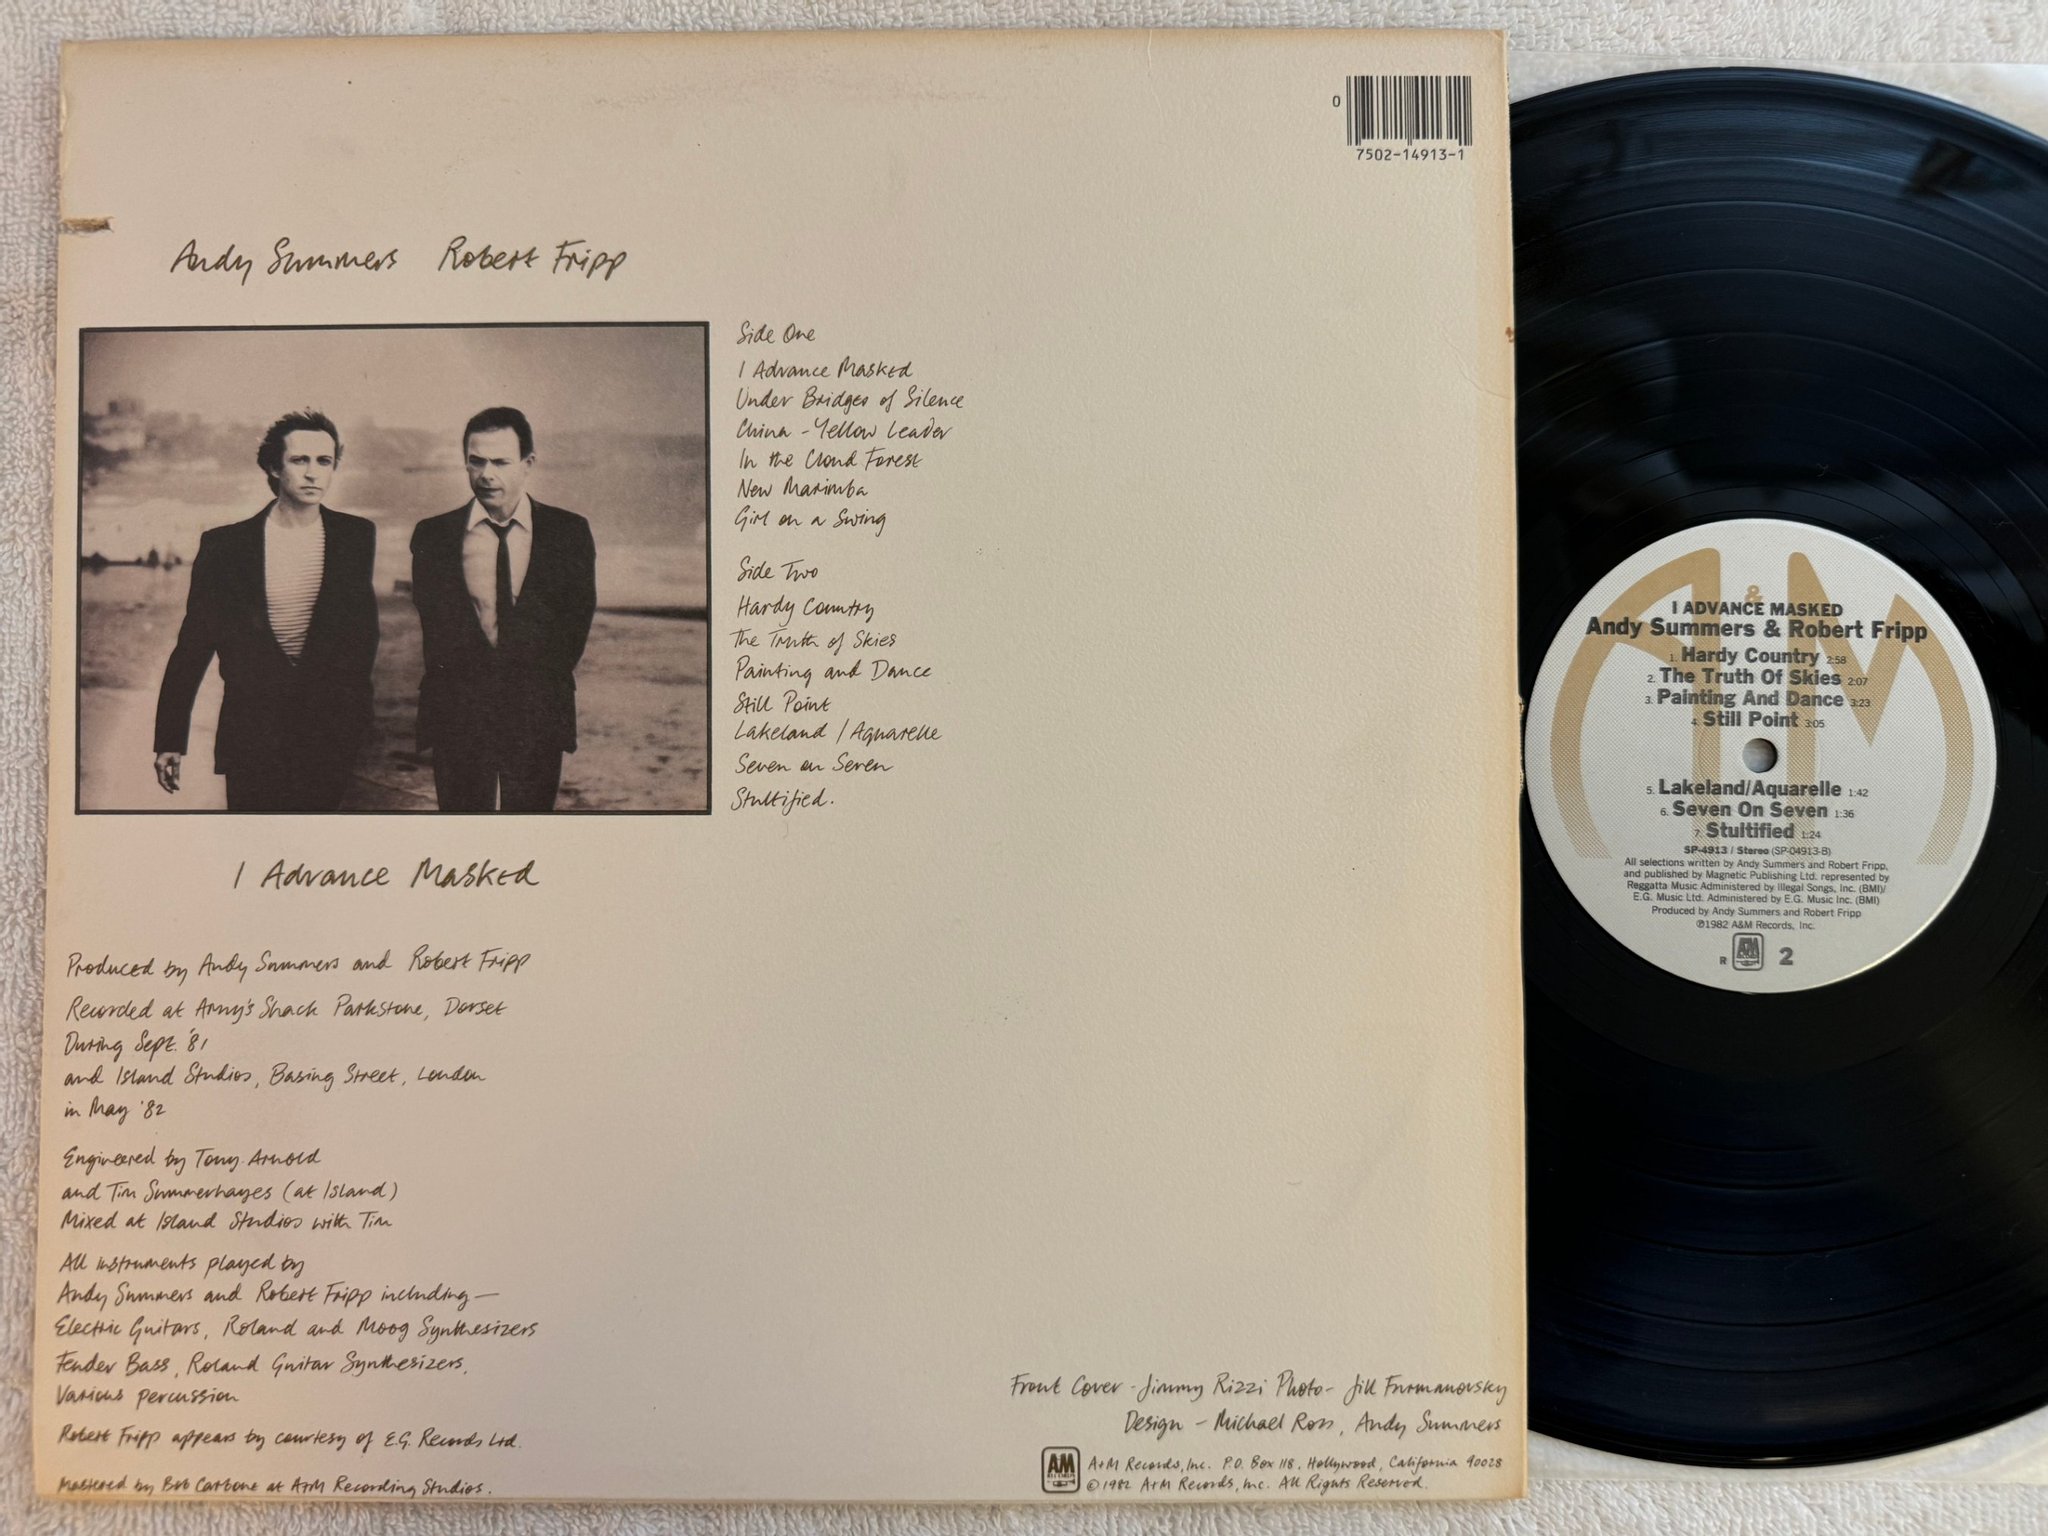 0
7502-14913-1
Andy Summers Robert Fripp
Side One
I Advance Masked
Under Bridges of Silence
China - Yellow Leader
In the Cloud Forest
New Marimba
Girl on a Swing
Side Two
Hardy Country
The Truth of Skies
Painting and Dance
Still Point
Lakeland / Aquarelle
Seven on Seven
Stultified.
I Advance Masked
Produced by Andy Summers and Robert Fripp
Recorded at Arny's Shack Parkstone, Dorset
During Sept. '81
and Island Studios, Basing Street, London
in May '82
Engineered by Tony Arnold
and Tim Summerhayes (at Island)
Mixed at Island Studios with Tim
All instruments played by
Andy Summers and Robert Fripp including—
Electric Guitars, Roland and Moog Synthesizers
Fender Bass, Roland Guitar Synthesizers,
Various percussion
Robert Fripp appears by courtesy of E.G. Records Ltd.
Mastered by Bob Carbone at A+M Recording Studios.
Front Cover - Jimmy Rizzi Photo - Jill Furmanovsky
Design - Michael Ross, Andy Summers
AM RECORDS
A+M Records, Inc. P.O. Box 118, Hollywood, California 90028
©1982 A+M Records, Inc. All Rights Reserved.
A&M
I ADVANCE MASKED
Andy Summers & Robert Fripp
1. Hardy Country 2:58
2. The Truth Of Skies 2:07
3. Painting And Dance 3:23
4. Still Point 3:05
5. Lakeland/Aquarelle 1:42
6. Seven On Seven 1:36
7. Stultified 1:24
SP-4913 / Stereo (SP-04913-B)
All selections written by Andy Summers and Robert Fripp,
and published by Magnetic Publishing Ltd. represented by
Reggatta Music Administered by Illegal Songs, Inc. (BMI)/
E.G. Music Ltd. Administered by E.G. Music Inc. (BMI)
Produced by Andy Summers and Robert Fripp
℗1982 A&M Records, Inc.
R AM 2